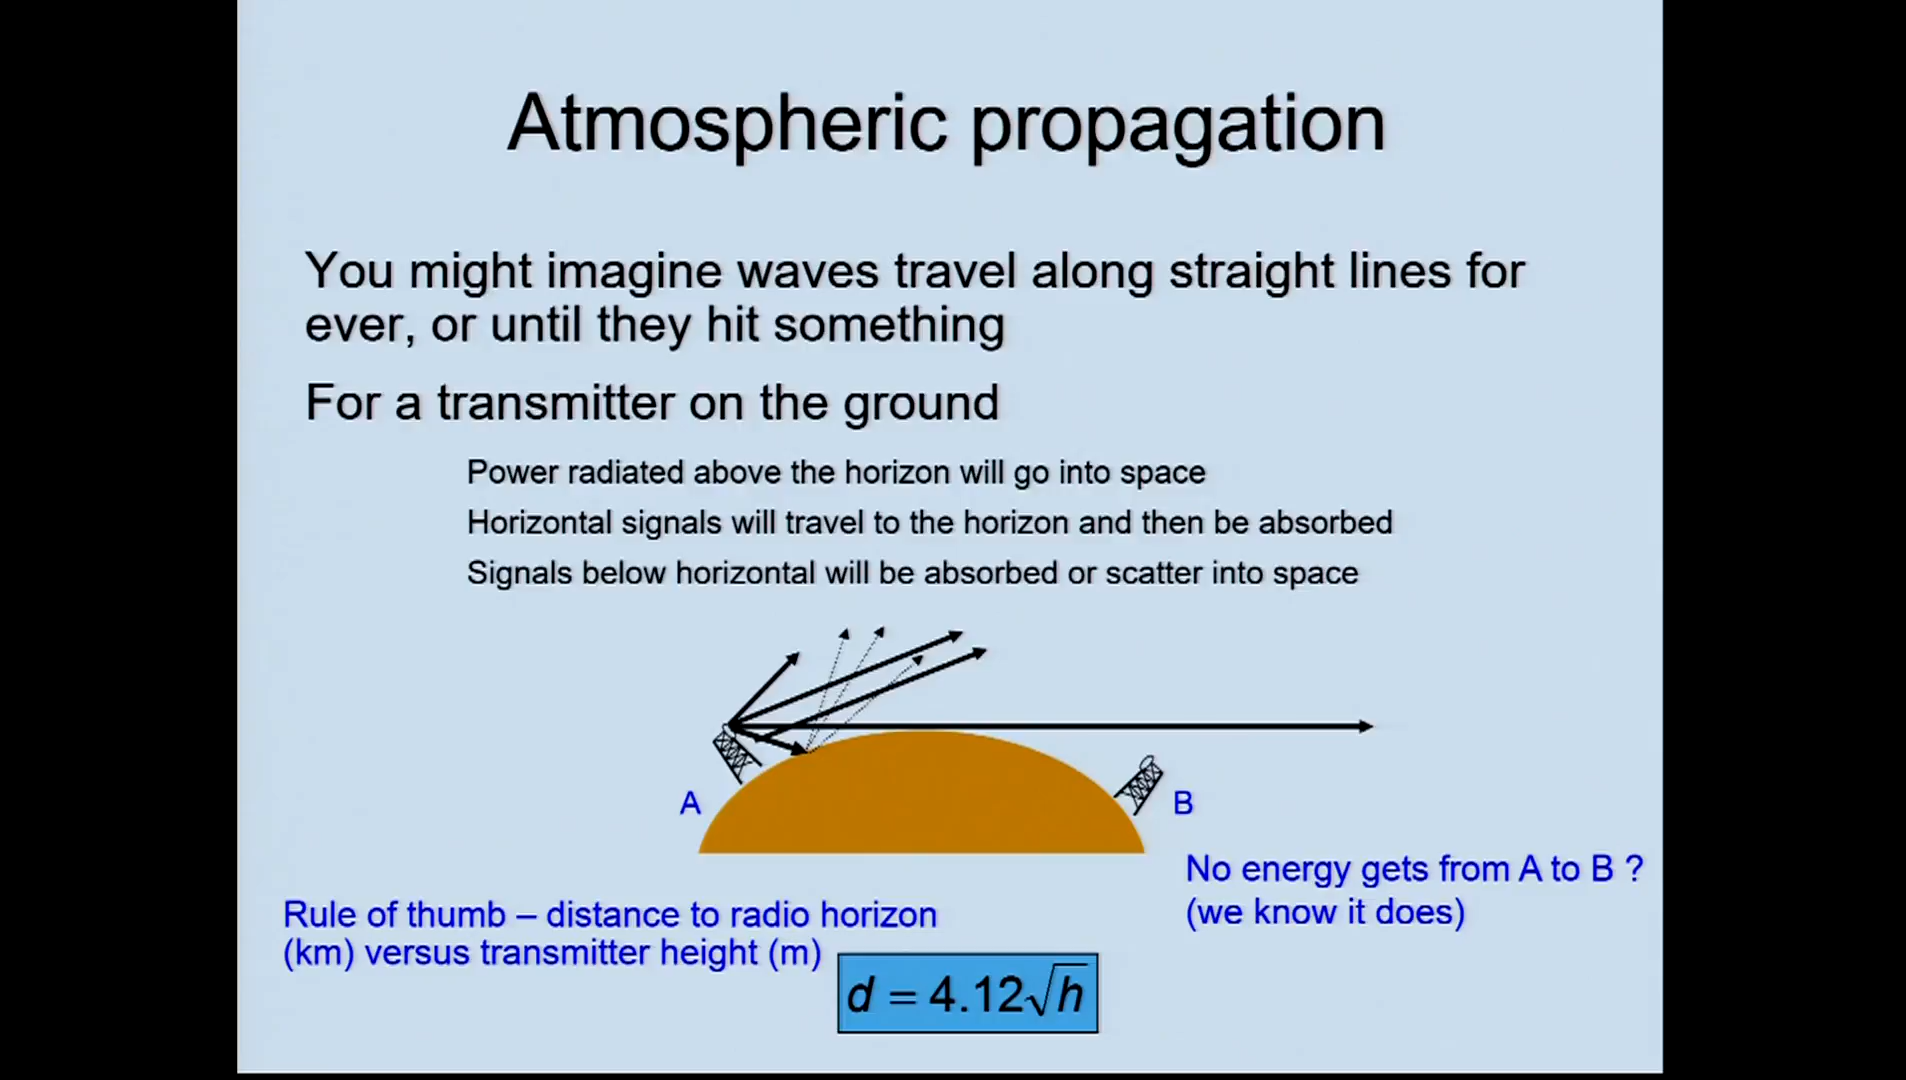 Atmospheric propagation
You might imagine waves travel along straight lines for
ever, or until they hit something
For a transmitter on the ground
Power radiated above the horizon will go into space
Horizontal signals will travel to the horizon and then be absorbed
Signals below horizontal will be absorbed or scatter into space
A
B
No energy gets from A to B ?
(we know it does)
Rule of thumb – distance to radio horizon
(km) versus transmitter height (m)
d = 4.12√h